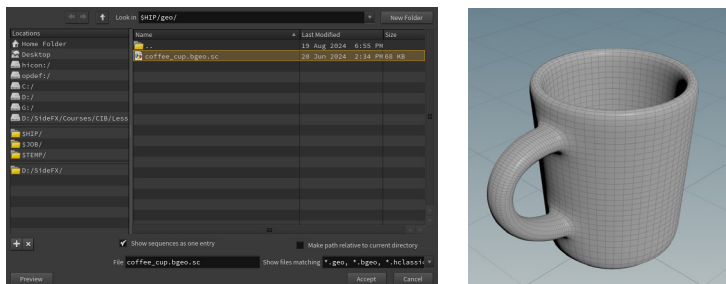 Look in $HIP/geo/ New Folder
Locations
Home Folder
Desktop
hicon:/
opdef:/
C:/
D:/
G:/
D:/SideFX/Courses/CIB/Less
$HIP/
$JOB/
$TEMP/
D:/SideFX/
Name Last Modified Size
.. 19 Aug 2024 6:55 PM
coffee_cup.bgeo.sc 20 Jun 2024 2:34 PM 68 KB
+ ×
Show sequences as one entry
Make path relative to current directory
File coffee_cup.bgeo.sc Show files matching *.geo, *.bgeo, *.hclassi
Preview Accept Cancel